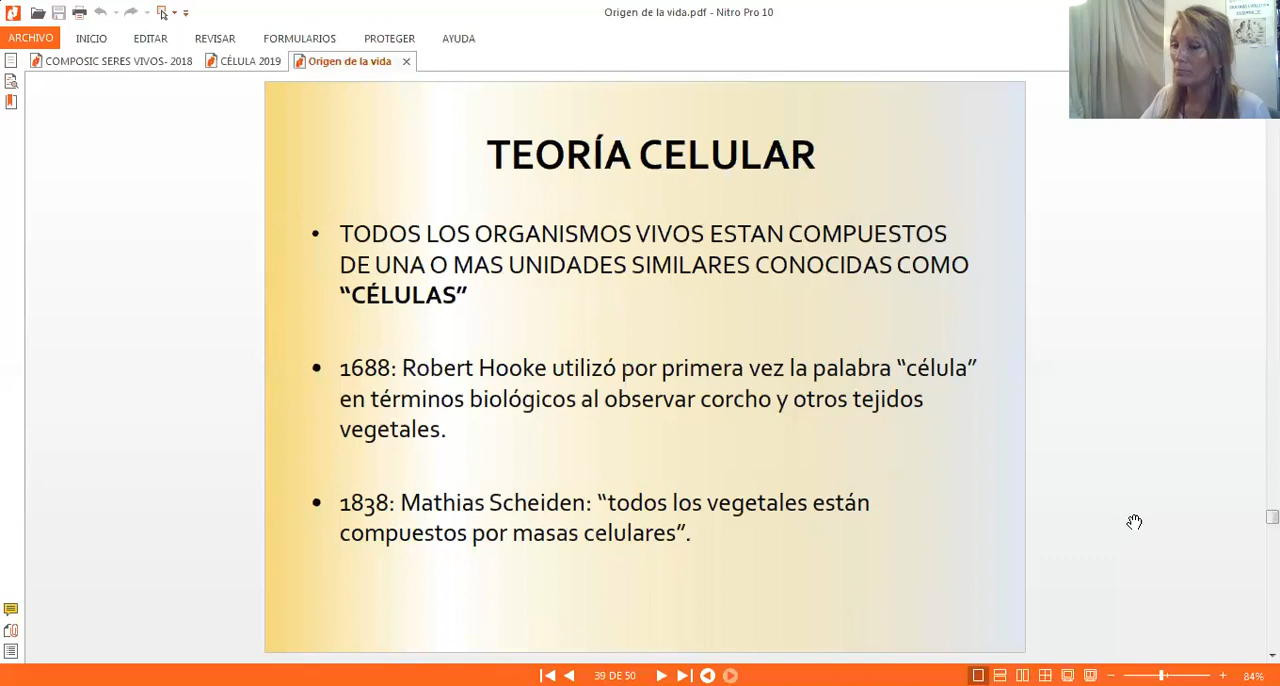 Origen de la vida.pdf - Nitro Pro 10
ARCHIVO INICIO EDITAR REVISAR FORMULARIOS PROTEGER AYUDA
COMPOSIC SERES VIVOS- 2018 CÉLULA 2019 Origen de la vida
TEORÍA CELULAR
• TODOS LOS ORGANISMOS VIVOS ESTAN COMPUESTOS
DE UNA O MAS UNIDADES SIMILARES CONOCIDAS COMO
“CÉLULAS”
• 1688: Robert Hooke utilizó por primera vez la palabra “célula”
en términos biológicos al observar corcho y otros tejidos
vegetales.
• 1838: Mathias Scheiden: “todos los vegetales están
compuestos por masas celulares”.
39 DE 50
84%